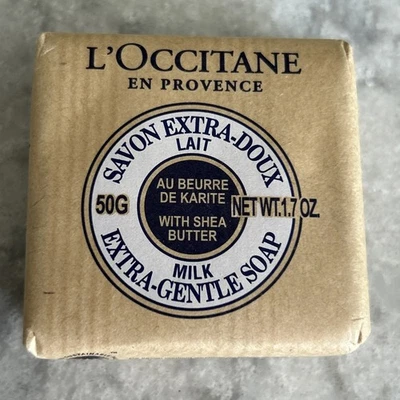 L'OCCITANE
EN PROVENCE
SAVON EXTRA-DOUX
LAIT
AU BEURRE
DE KARITE
50G
NET WT.1.7 OZ.
WITH SHEA
BUTTER
MILK
EXTRA-GENTLE SOAP